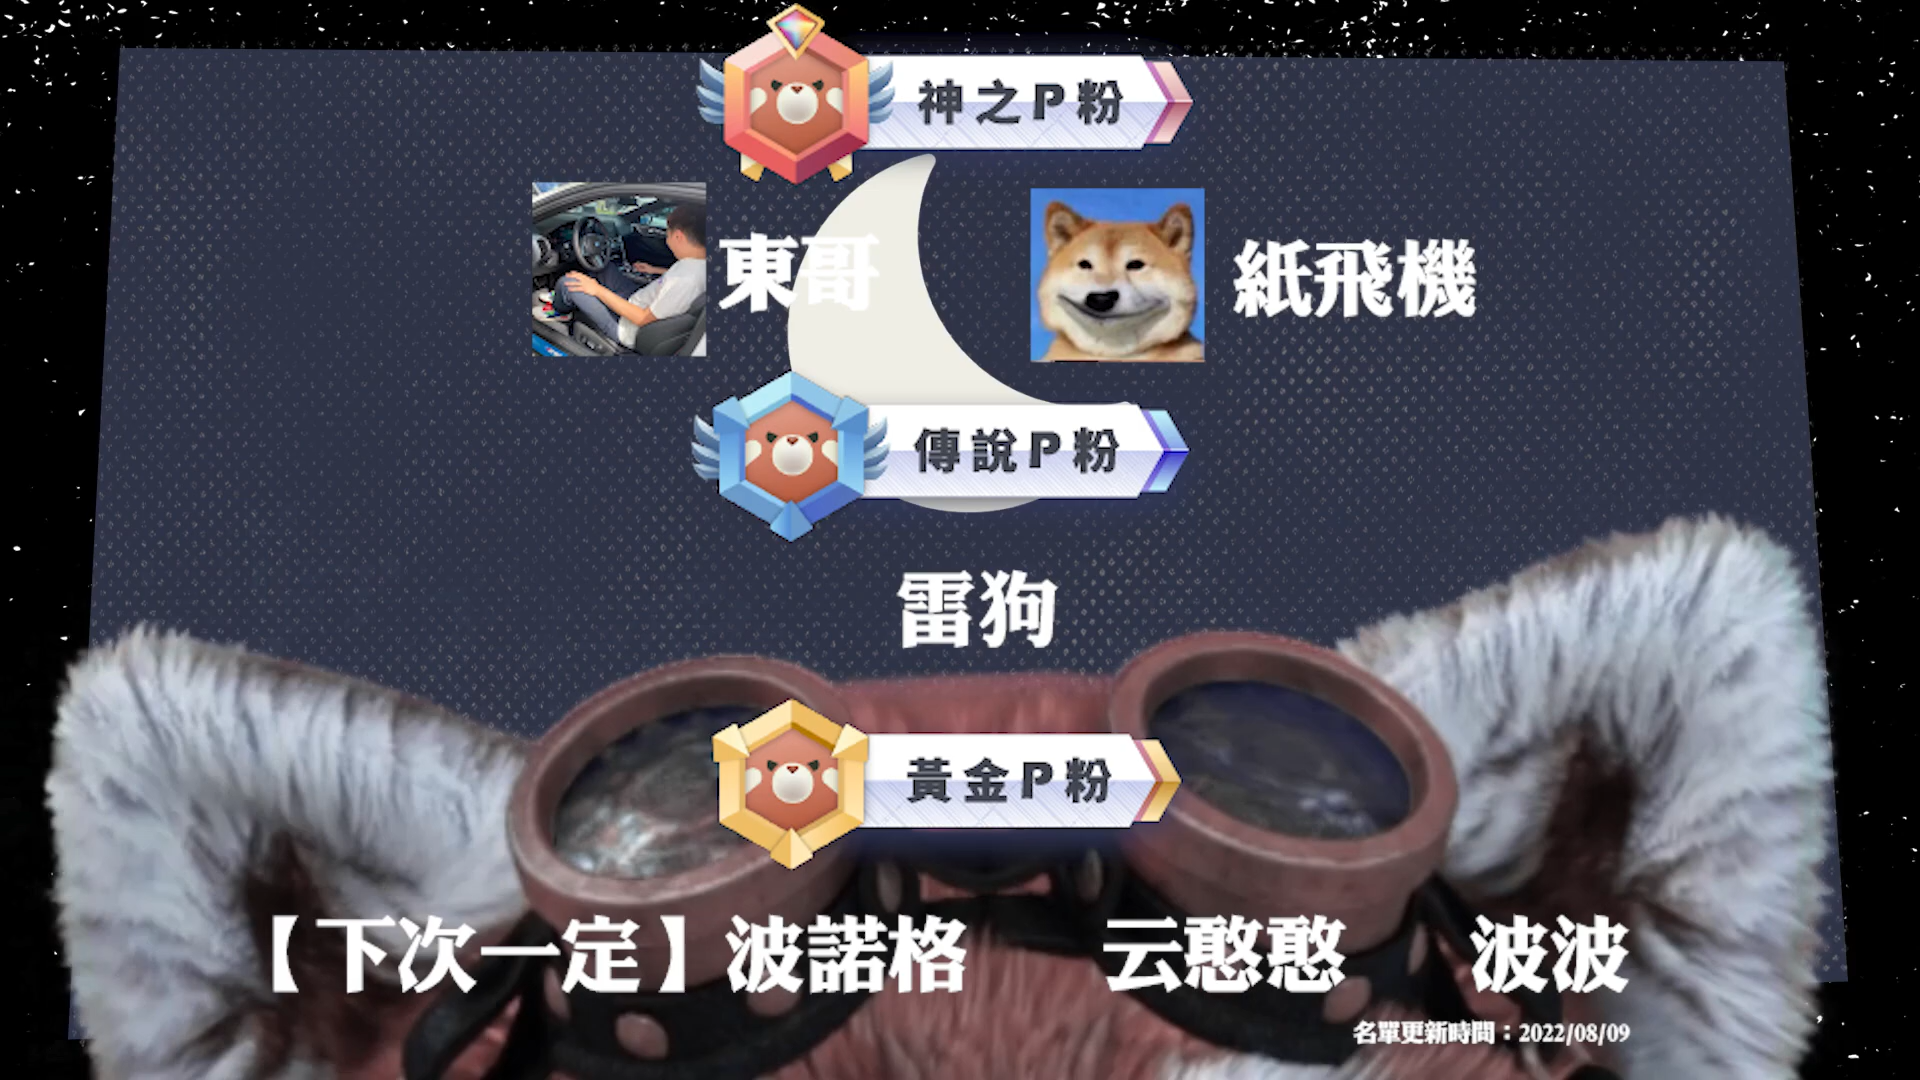 神之P粉
東哥 紙飛機
傳說P粉
雷狗
黃金P粉
【下次一定】波諾格 云憨憨 波波
名單更新時間：2022/08/09